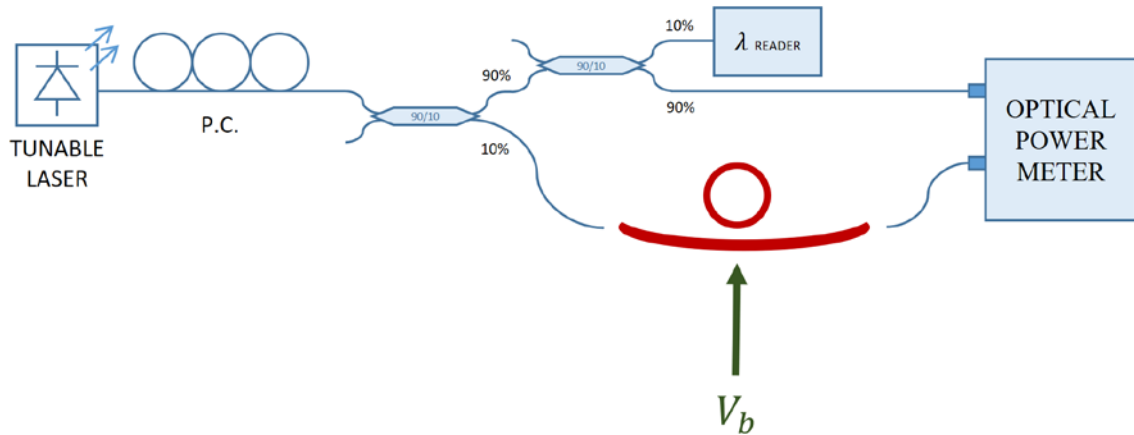 TUNABLE
LASER
P.C.
90/10
90%
10%
90/10
10%
90%
λ READER
OPTICAL
POWER
METER
V_b